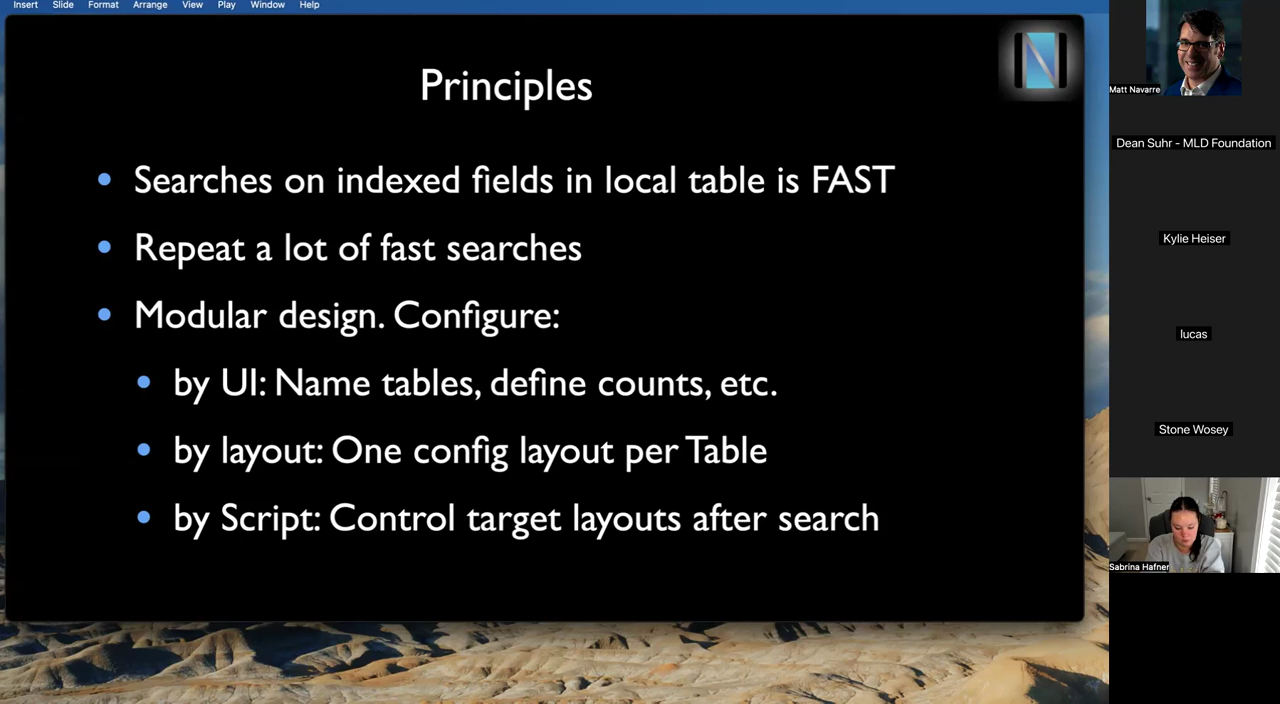 Insert Slide Format Arrange View Play Window Help
Principles
N
• Searches on indexed fields in local table is FAST
• Repeat a lot of fast searches
• Modular design. Configure:
• by UI: Name tables, define counts, etc.
• by layout: One config layout per Table
• by Script: Control target layouts after search
Matt Navarre
Dean Suhr - MLD Foundation
Kylie Heiser
lucas
Stone Wosey
Sabrina Hafner